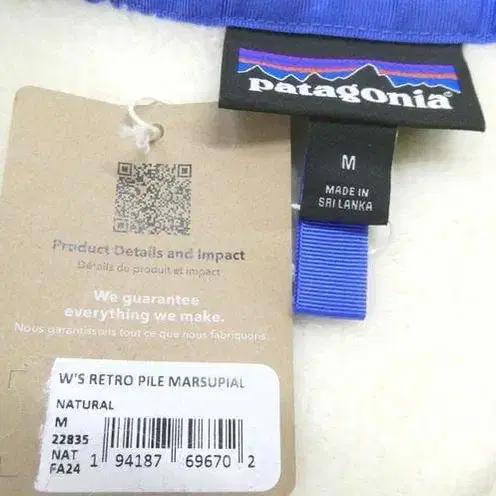 patagonia®
M
MADE IN
SRI LANKA
Product Details and Impact
Détails du produit et impact
We guarantee
everything we make.
Nous garantissons tout ce que nous fabriquons.
W'S RETRO PILE MARSUPIAL
NATURAL
M
22835
NAT
FA24
1 94187 69670 2